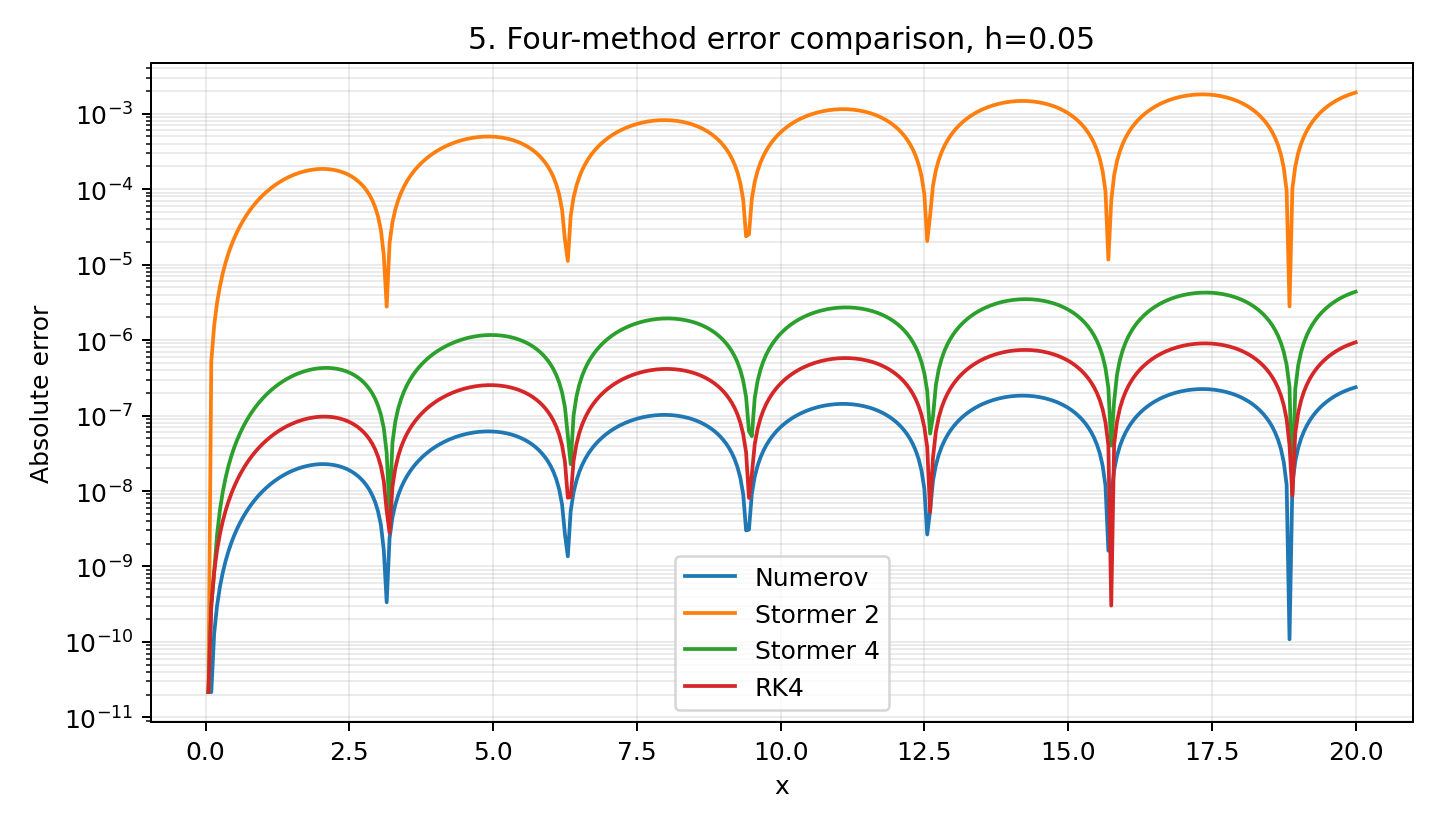 5. Four-method error comparison, h=0.05
Absolute error
10⁻³
10⁻⁴
10⁻⁵
10⁻⁶
10⁻⁷
10⁻⁸
10⁻⁹
10⁻¹⁰
10⁻¹¹
Numerov
Stormer 2
Stormer 4
RK4
0.0 2.5 5.0 7.5 10.0 12.5 15.0 17.5 20.0
x